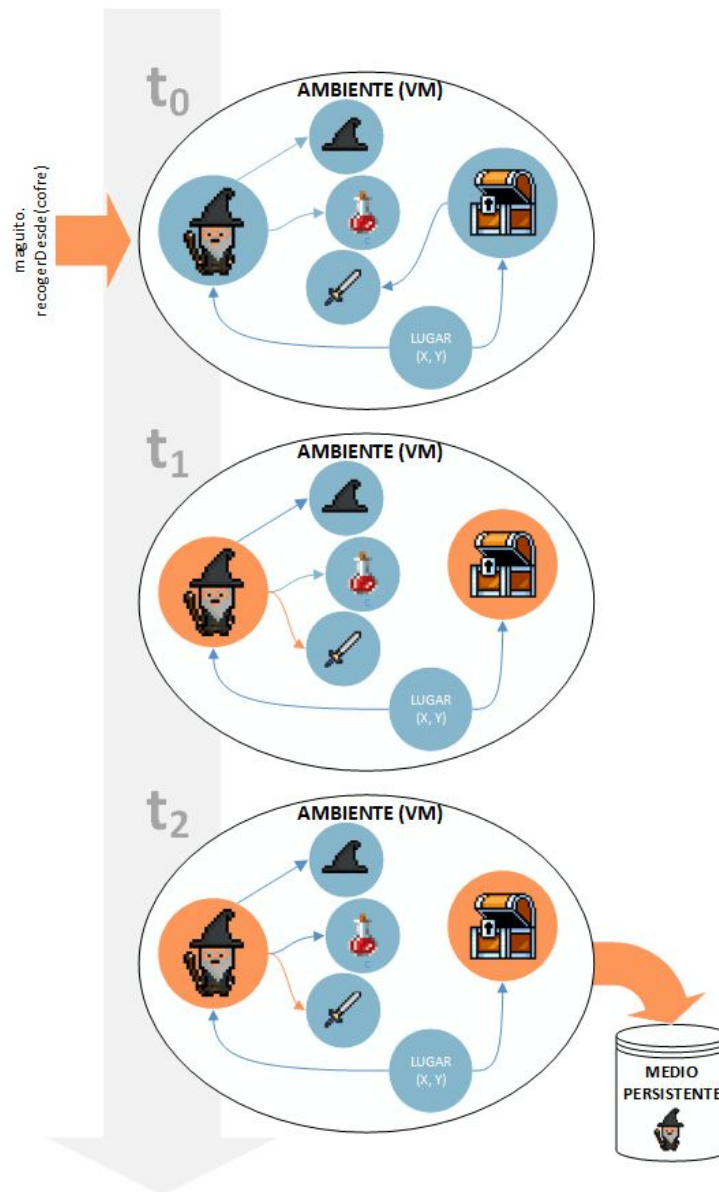 t0
AMBIENTE (VM)
maguito.
recogerDesde(cofre)
LUGAR
(X, Y)
t1
AMBIENTE (VM)
LUGAR
(X, Y)
t2
AMBIENTE (VM)
LUGAR
(X, Y)
MEDIO
PERSISTENTE